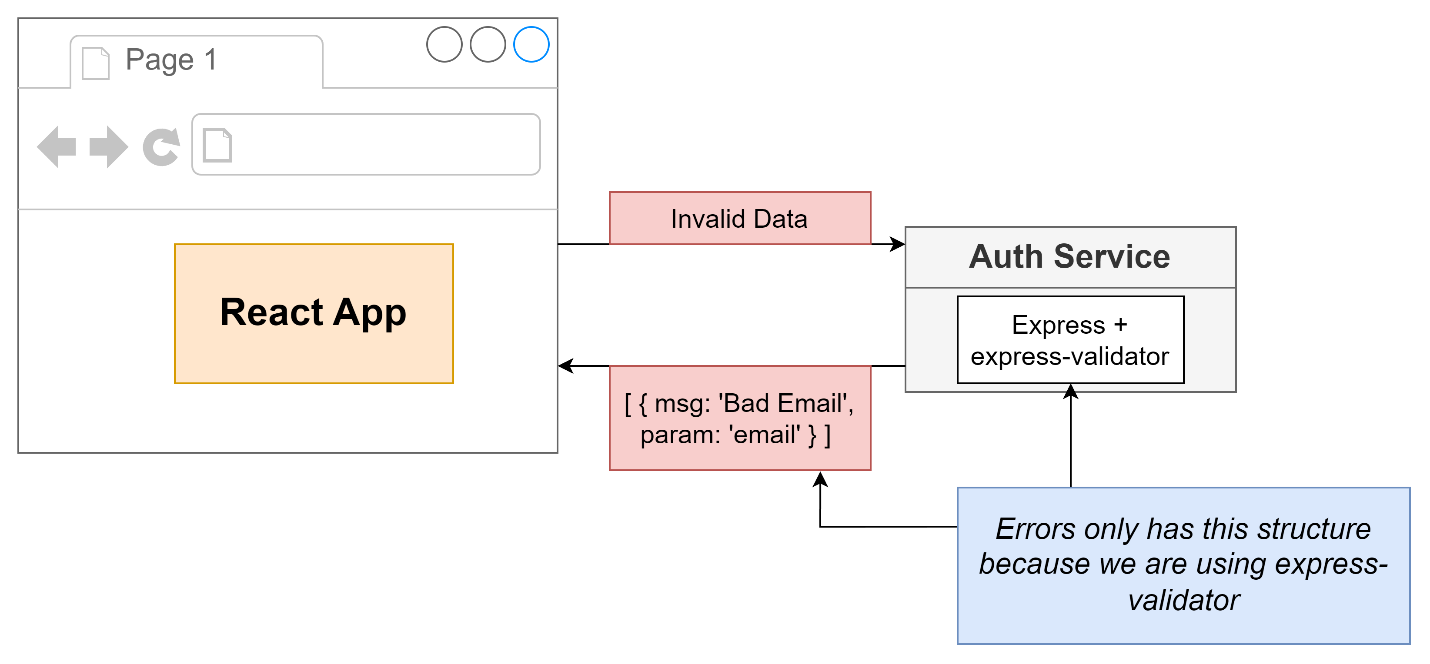 Page 1
Invalid Data
Auth Service
React App
Express +
express-validator
[ { msg: 'Bad Email',
param: 'email' } ]
Errors only has this structure
because we are using express-
validator